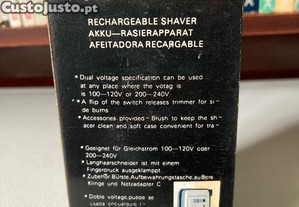 CustoJusto.pt
RECHARGEABLE SHAVER
AKKU—RASIERAPPARAT
AFEITADORA RECARGABLE
• Dual voltage specification can be used
at any place where the votag is
is 100—120V. or 200—240V
• A flip of the switch releases trimmer for si-
de burns.
• Accessories provided - Brush to keep the sh-
acer clean and soft case convenient for tra-
• Geeignet für Gleichstrom 100—120V oder
200—240V
• Langhaarschneider ist mit einem
Fingerdruck ausgeklampt
• Zubehör Bürste, Aufbewahrungstasche, außere
Klinge und Netzadapter C
• Doble voltage, puede se
usada